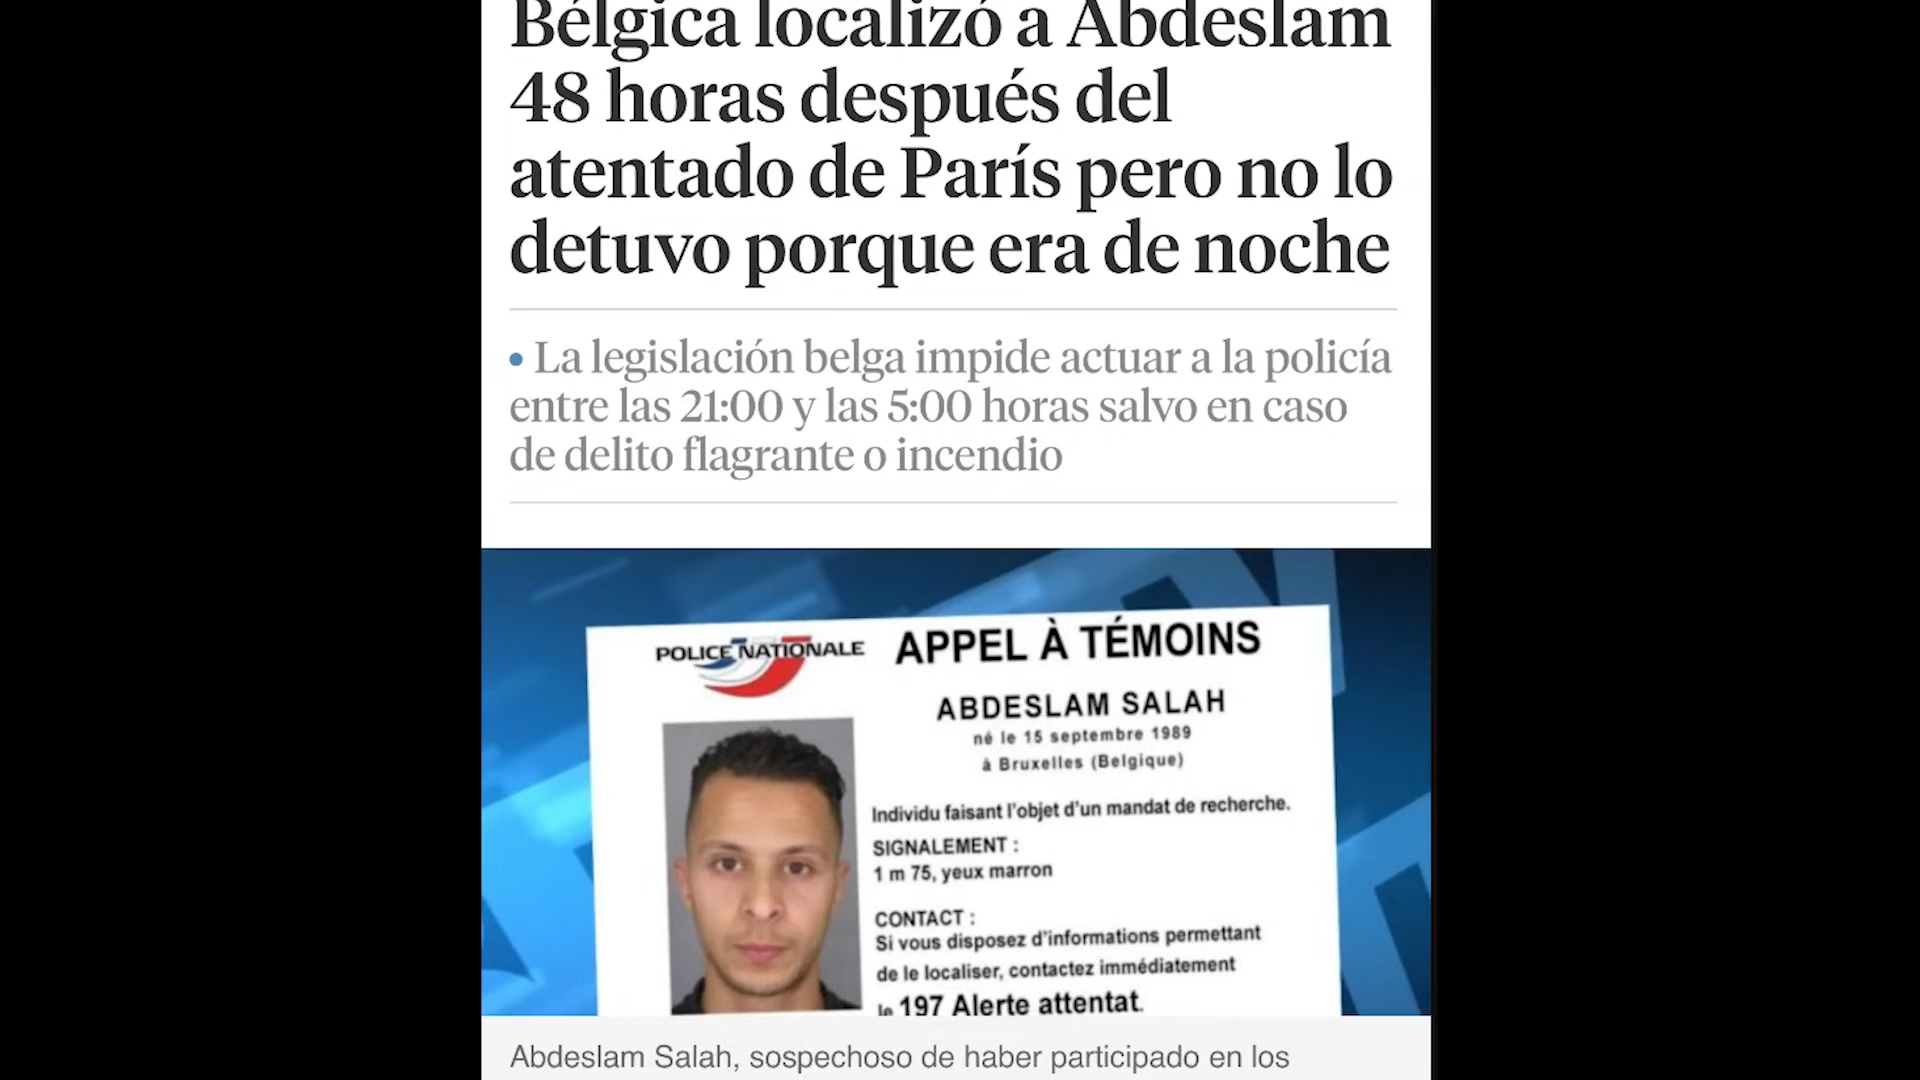 Bélgica localizó a Abdeslam
48 horas después del
atentado de París pero no lo
detuvo porque era de noche
• La legislación belga impide actuar a la policía
entre las 21:00 y las 5:00 horas salvo en caso
de delito flagrante o incendio
POLICE NATIONALE
APPEL À TÉMOINS
ABDESLAM SALAH
né le 15 septembre 1989
à Bruxelles (Belgique)
Individu faisant l'objet d'un mandat de recherche.
SIGNALEMENT :
1 m 75, yeux marron
CONTACT :
Si vous disposez d'informations permettant
de le localiser, contactez immédiatement
le 197 Alerte attentat.
Abdeslam Salah, sospechoso de haber participado en los